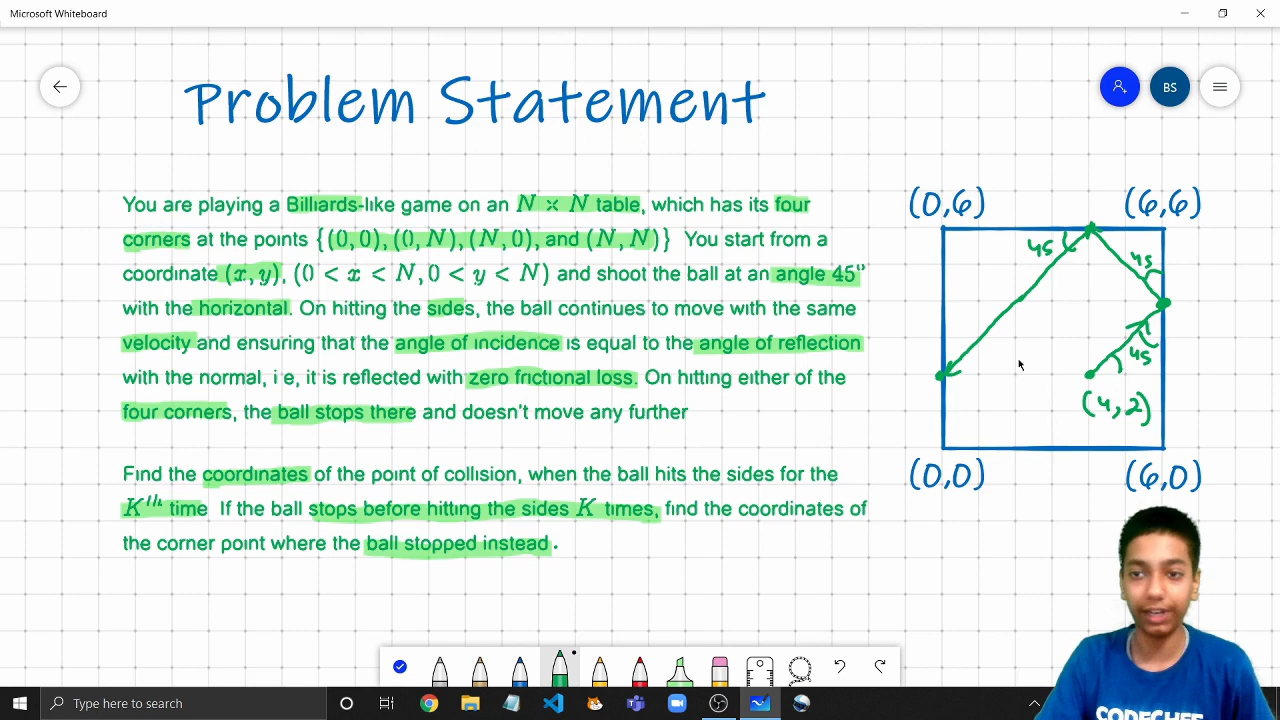 Microsoft Whiteboard
Problem Statement
BS
You are playing a Billiards-like game on an N × N table, which has its four
corners at the points {(0,0), (0, N), (N, 0), and (N, N)} You start from a
coordinate (x, y), (0 < x < N, 0 < y < N) and shoot the ball at an angle 45°
with the horizontal. On hitting the sides, the ball continues to move with the same
velocity and ensuring that the angle of incidence is equal to the angle of reflection
with the normal, i e, it is reflected with zero frictional loss. On hitting either of the
four corners, the ball stops there and doesn't move any further
Find the coordinates of the point of collision, when the ball hits the sides for the
Kth time If the ball stops before hitting the sides K times, find the coordinates of
the corner point where the ball stopped instead.
(0,6) (6,6)
45 45
45
(4,2)
(0,0) (6,0)
CODECHEF
Type here to search